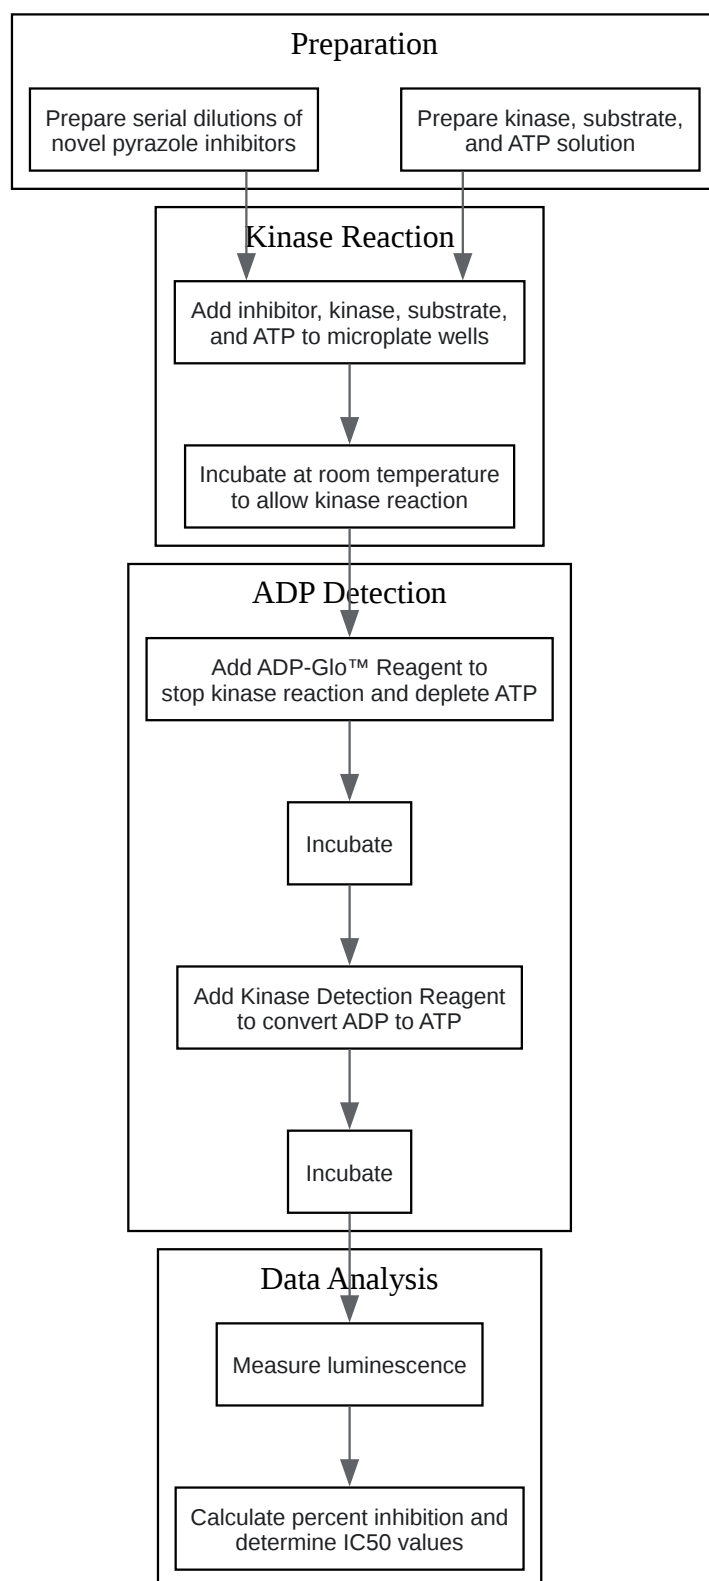 Preparation
Prepare serial dilutions of
novel pyrazole inhibitors
Prepare kinase, substrate,
and ATP solution
Kinase Reaction
Add inhibitor, kinase, substrate,
and ATP to microplate wells
Incubate at room temperature
to allow kinase reaction
ADP Detection
Add ADP-Glo™ Reagent to
stop kinase reaction and deplete ATP
Incubate
Add Kinase Detection Reagent
to convert ADP to ATP
Incubate
Data Analysis
Measure luminescence
Calculate percent inhibition and
determine IC50 values